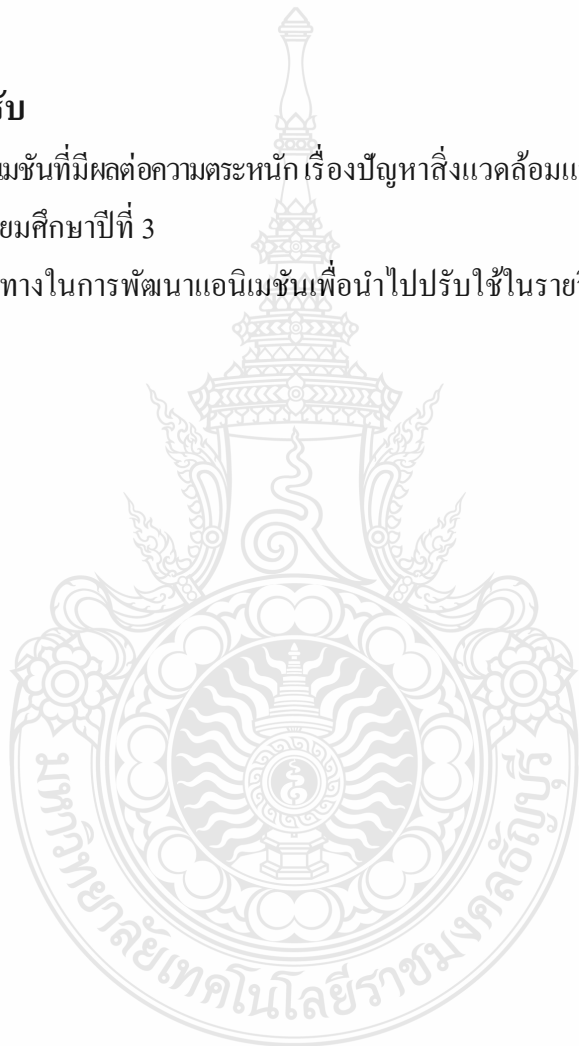 ับ
มชันที่มีผลต่อความตระหนัก เรื่องปัญหาสิ่งแวดล้อมแ
ยมศึกษาปีที่ 3
ทางในการพัฒนาแอนิเมชันเพื่อนำไปปรับใช้ในรายวิ
มหาวิทยาลัยเทคโนโลยีราชมงคลธัญบุรี